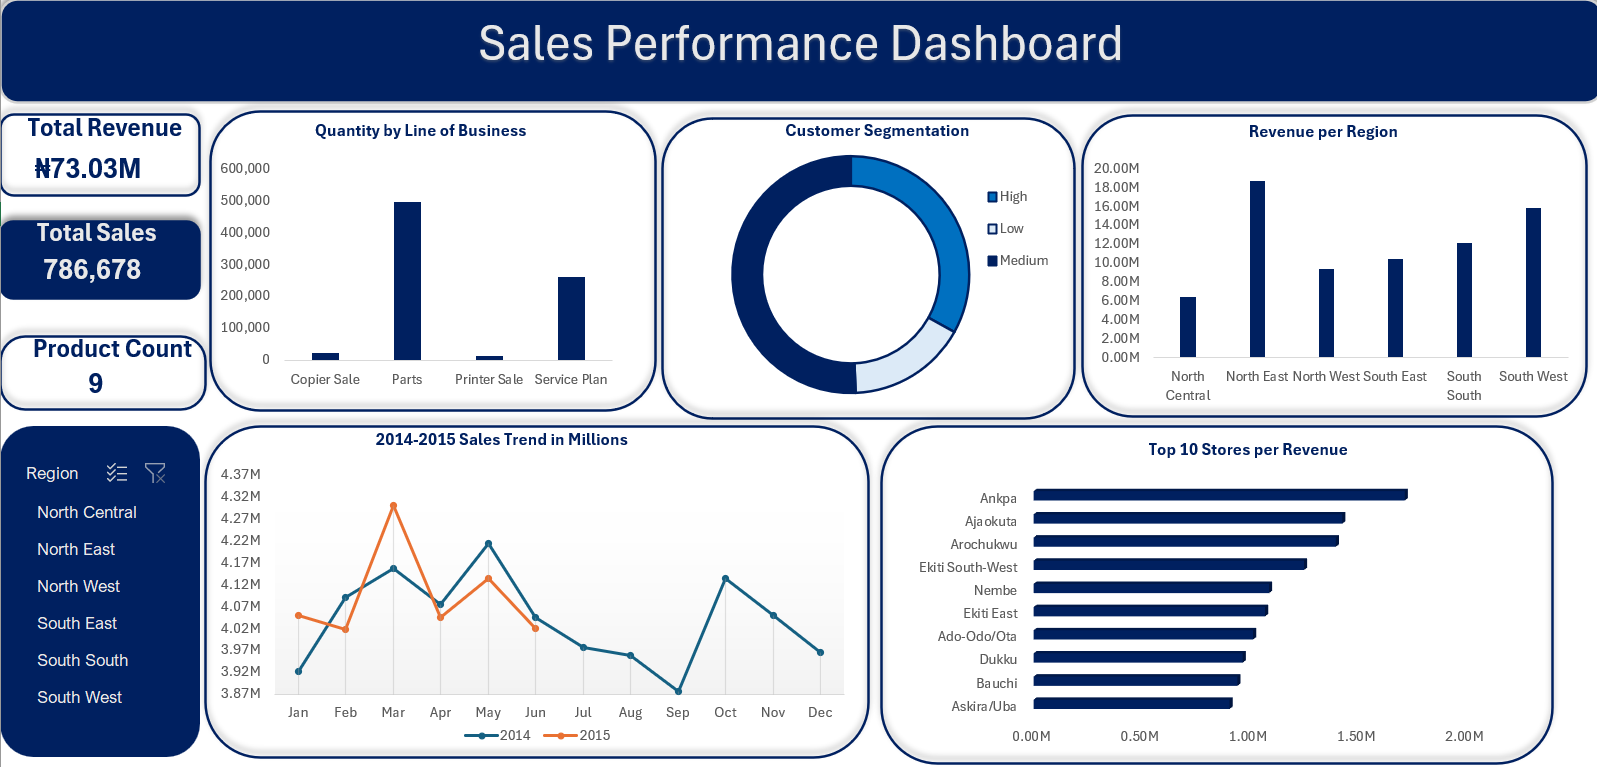 Sales Performance Dashboard
Total Revenue
₦73.03M
Total Sales
786,678
Product Count
9
Quantity by Line of Business
600,000
500,000
400,000
300,000
200,000
100,000
0
Copier Sale
Parts
Printer Sale
Service Plan
Customer Segmentation
High
Low
Medium
Revenue per Region
20.00M
18.00M
16.00M
14.00M
12.00M
10.00M
8.00M
6.00M
4.00M
2.00M
0.00M
North
Central
North East
North West
South East
South
South
South West
Region
North Central
North East
North West
South East
South South
South West
2014-2015 Sales Trend in Millions
4.37M
4.32M
4.27M
4.22M
4.17M
4.12M
4.07M
4.02M
3.97M
3.92M
3.87M
Jan
Feb
Mar
Apr
May
Jun
Jul
Aug
Sep
Oct
Nov
Dec
2014
2015
Top 10 Stores per Revenue
Ankpa
Ajaokuta
Arochukwu
Ekiti South-West
Nembe
Ekiti East
Ado-Odo/Ota
Dukku
Bauchi
Askira/Uba
0.00M
0.50M
1.00M
1.50M
2.00M